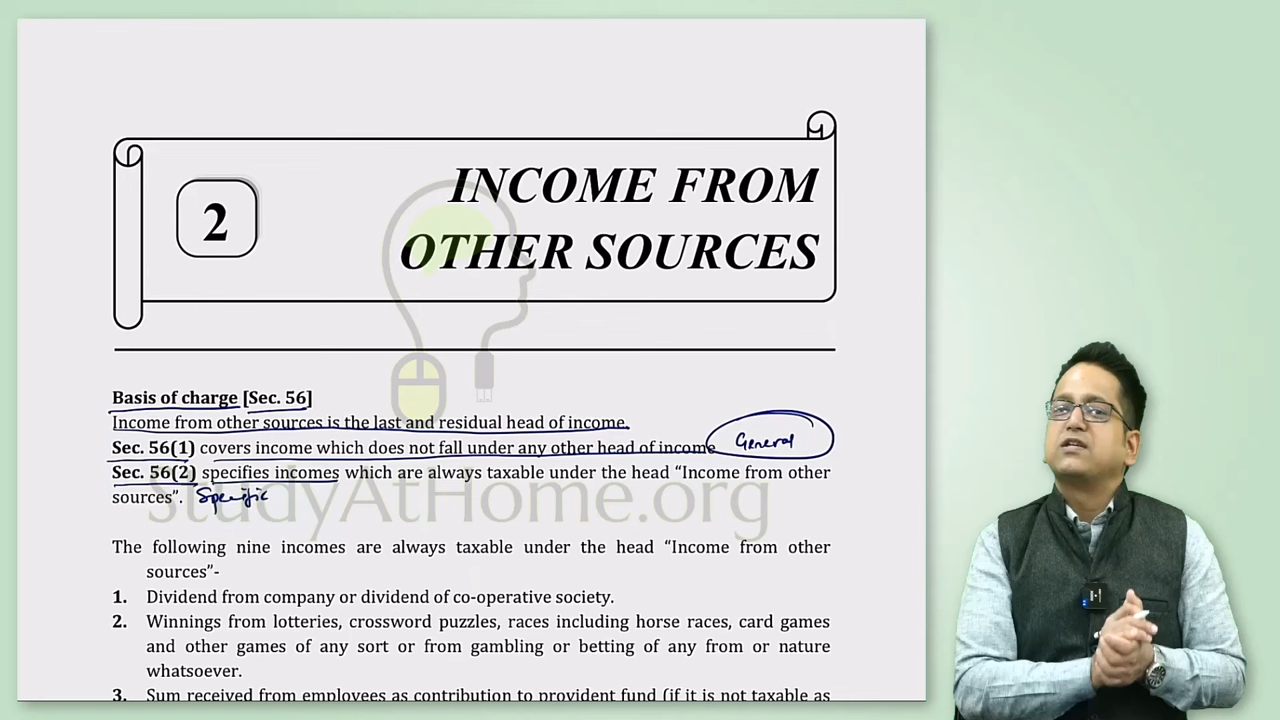 2
INCOME FROM
OTHER SOURCES
Basis of charge [Sec. 56]
Income from other sources is the last and residual head of income.
Sec. 56(1) covers income which does not fall under any other head of income General
Sec. 56(2) specifies incomes which are always taxable under the head “Income from other
sources”. Specific
StudyAtHome.org
The following nine incomes are always taxable under the head “Income from other
sources”-
1. Dividend from company or dividend of co-operative society.
2. Winnings from lotteries, crossword puzzles, races including horse races, card games
and other games of any sort or from gambling or betting of any from or nature
whatsoever.
3. Sum received from employees as contribution to provident fund (if it is not taxable as